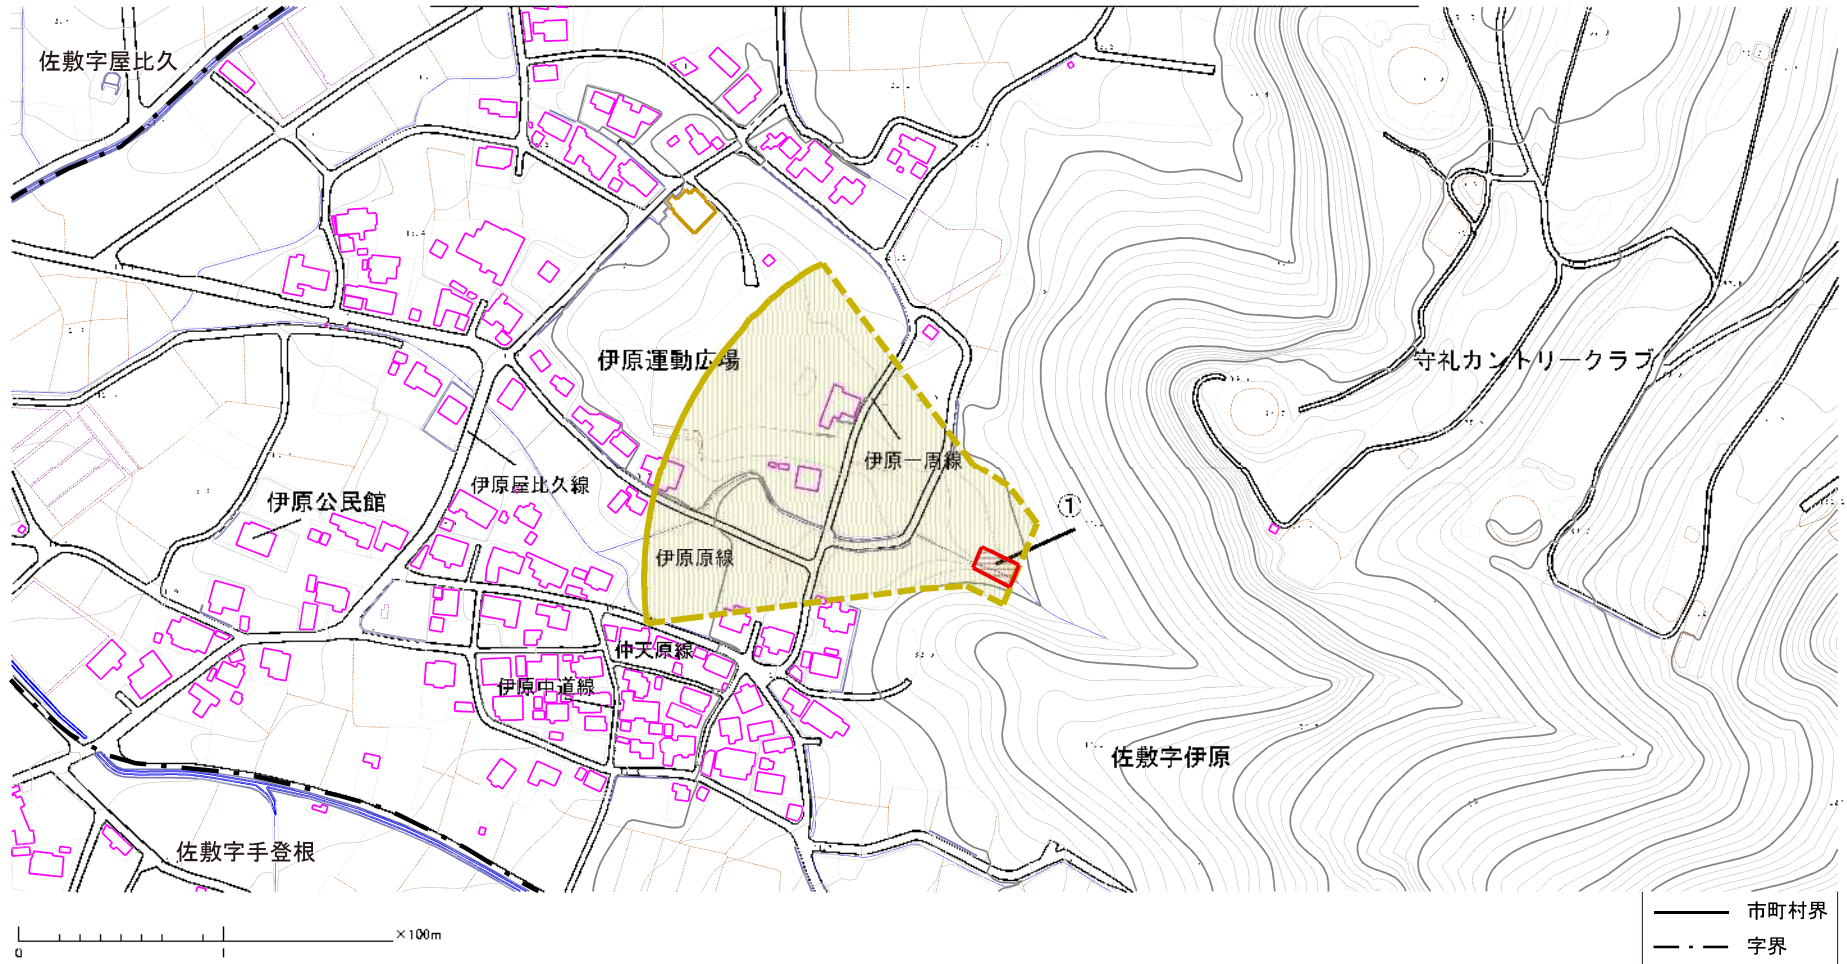 佐敷字屋比久
伊原運動広場
守礼カントリークラブ
伊原一周線
伊原屋比久線
伊原公民館
①
伊原原線
仲天原線
伊原中道線
佐敷字伊原
佐敷字手登根
市町村界
×100m
字界
0 1